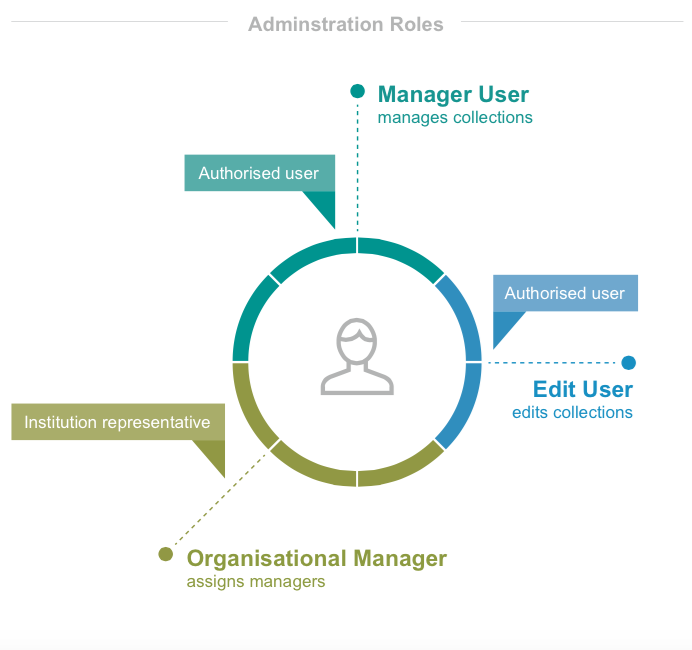 Adminstration Roles
Manager User
manages collections
Authorised user
Authorised user
Edit User
edits collections
Institution representative
Organisational Manager
assigns managers